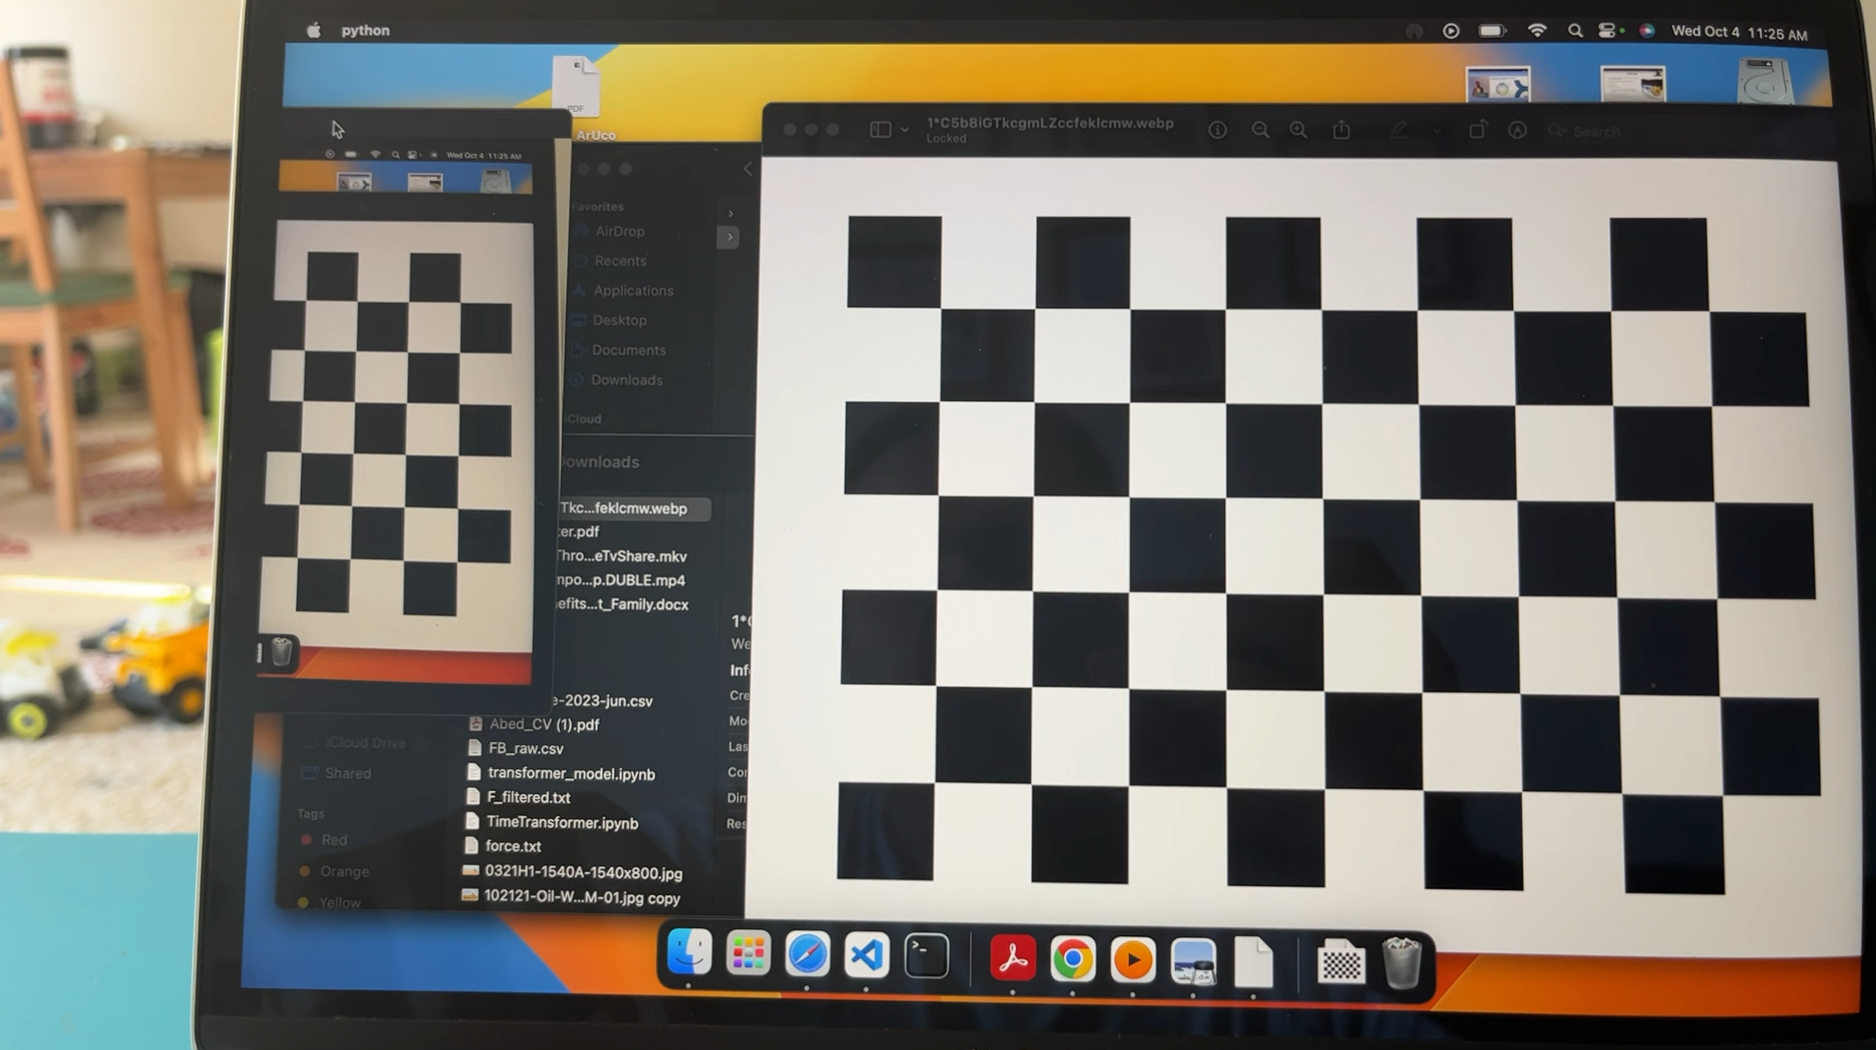 python
Wed Oct 4 11:25 AM
PDF
ArUco
Wed Oct 4 11:25 AM
1*C5b8iGTkcgmLZccfeklcmw.webp
Locked
Search
Favorites
AirDrop
Recents
Applications
Desktop
Documents
Downloads
iCloud
ownloads
Tkc...feklcmw.webp
ter.pdf
Thro...eTvShare.mkv
mpo...p.DUBLE.mp4
efits...t_Family.docx
1*
We
Inf
e-2023-jun.csv
Cre
Abed_CV (1).pdf
Mo
iCloud Drive
FB_raw.csv
Las
Shared
transformer_model.ipynb
Cor
F_filtered.txt
Dim
Tags
TimeTransformer.ipynb
Res
Red
force.txt
Orange
0321H1-1540A-1540x800.jpg
Yellow
102121-Oil-W...M-01.jpg copy